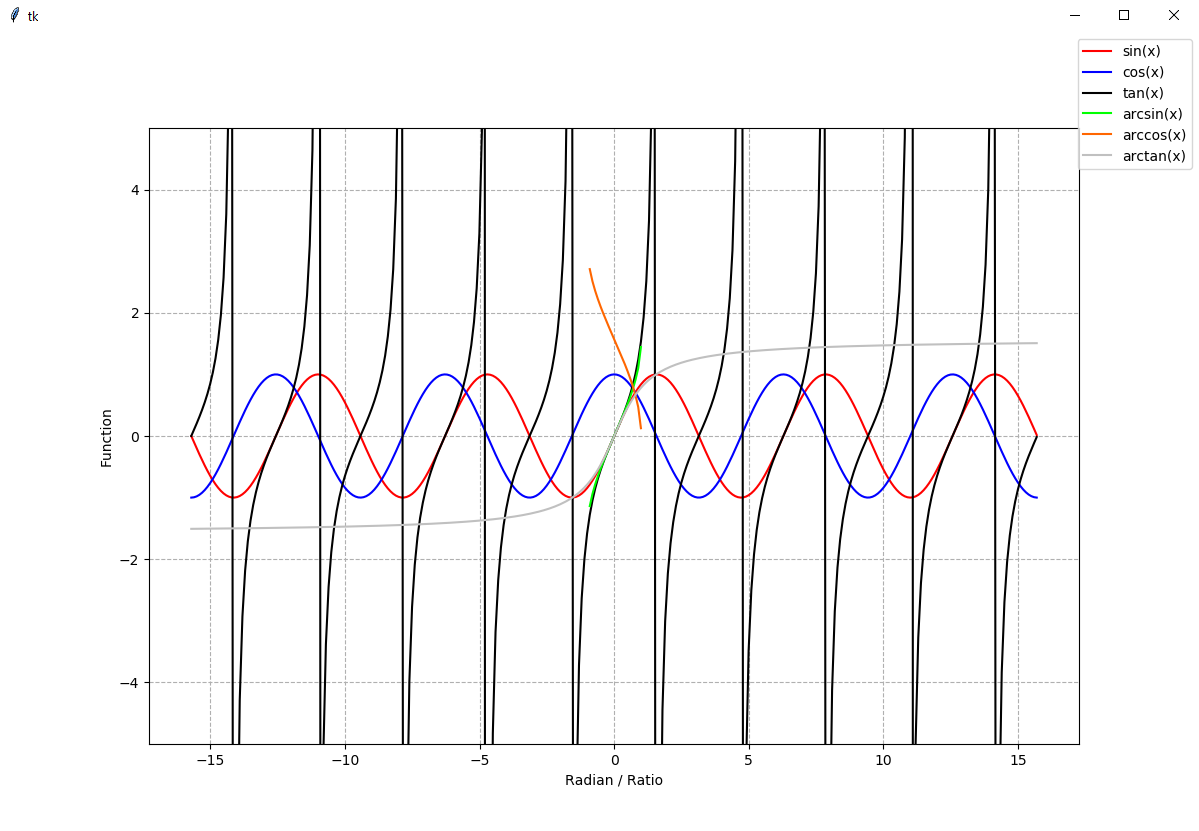 tk
sin(x)
cos(x)
tan(x)
arcsin(x)
arccos(x)
arctan(x)
4
2
0
−2
−4
Function
−15 −10 −5 0 5 10 15
Radian / Ratio